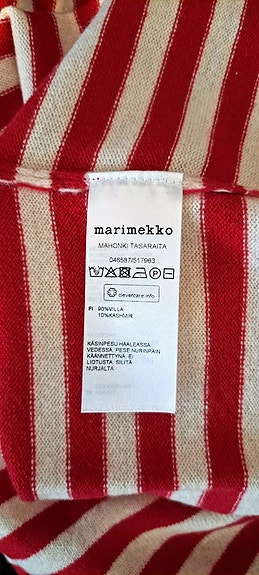 marimekko
MAHONKI TASARAITA
046587/517963
clevercare.info
FI 90%VILLA
10%KASHMIR
KÄSINPESU HAALEASSA
VEDESSÄ. PESE NURINPÄIN
KÄÄNNETTYNÄ. EI
LIOTUSTA. SILITÄ
NURJALTA